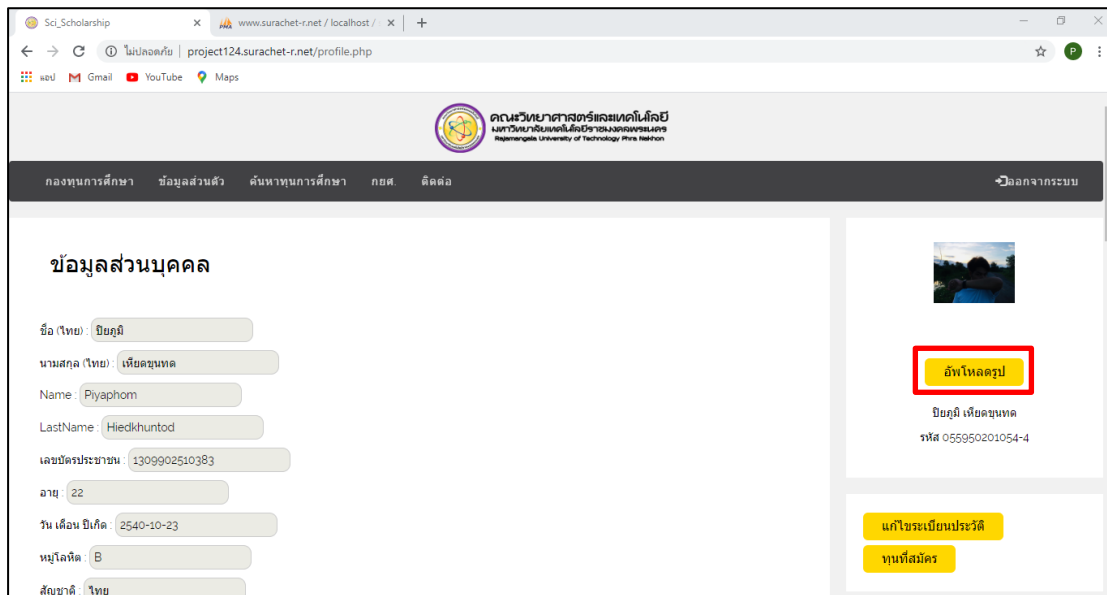 Sci_Scholarship
www.surachet-r.net / localhost /
ไม่ปลอดภัย | project124.surachet-r.net/profile.php
P
แอป Gmail YouTube Maps
คณะวิทยาศาสตร์และเทคโนโลยี
มหาวิทยาลัยเทคโนโลยีราชมงคลพระนคร
Rajamangala University of Technology Phra Nakhon
กองทุนการศึกษา ข้อมูลส่วนตัว ค้นหาทุนการศึกษา กยศ. ติดต่อ ออกจากระบบ
ข้อมูลส่วนบุคคล
ชื่อ (ไทย) : ปิยภูมิ
นามสกุล (ไทย) : เหียดขุนทด
Name : Piyaphom
LastName : Hiedkhuntod
เลขบัตรประชาชน : 1309902510383
อายุ : 22
วัน เดือน ปีเกิด : 2540-10-23
หมู่โลหิต : B
สัญชาติ : ไทย
อัพโหลดรูป
ปิยภูมิ เหียดขุนทด
รหัส 055950201054-4
แก้ไขระเบียนประวัติ
ทุนที่สมัคร